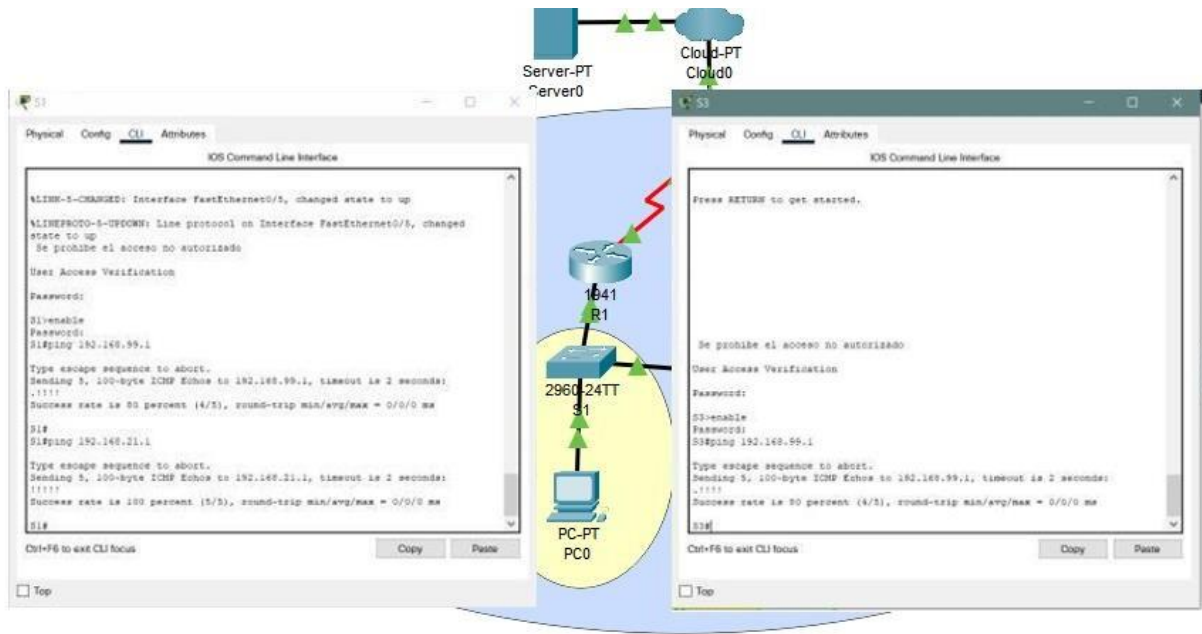 Server-PT
Server0
Cloud-PT
Cloud0
S3
Physical Config CLI Attributes
IOS Command Line Interface
%LINK-5-CHANGED: Interface FastEthernet0/5, changed state to up
%LINEPROTO-5-UPDOWN: Line protocol on Interface FastEthernet0/5, changed
state to up
Se prohibe el acceso no autorizado
User Access Verification
Password:
S1>enable
Password:
S1#ping 192.168.99.1
Type escape sequence to abort.
Sending 5, 100-byte ICMP Echos to 192.168.99.1, timeout is 2 seconds:
.!!!!
Success rate is 80 percent (4/5), round-trip min/avg/max = 0/0/0 ms
S1#
S1#ping 192.168.21.1
Type escape sequence to abort.
Sending 5, 100-byte ICMP Echos to 192.168.21.1, timeout is 2 seconds:
!!!!!
Success rate is 100 percent (5/5), round-trip min/avg/max = 0/0/0 ms
S1#
Ctrl+F6 to exit CLI focus
Copy Paste
Top
1941
R1
2960-24TT
S1
PC-PT
PC0
S3
Physical Config CLI Attributes
IOS Command Line Interface
Press RETURN to get started.
Se prohibe el acceso no autorizado
User Access Verification
Password:
S3>enable
Password:
S3#ping 192.168.99.1
Type escape sequence to abort.
Sending 5, 100-byte ICMP Echos to 192.168.99.1, timeout is 2 seconds:
.!!!!
Success rate is 80 percent (4/5), round-trip min/avg/max = 0/0/0 ms
S3#
Ctrl+F6 to exit CLI focus
Copy Paste
Top